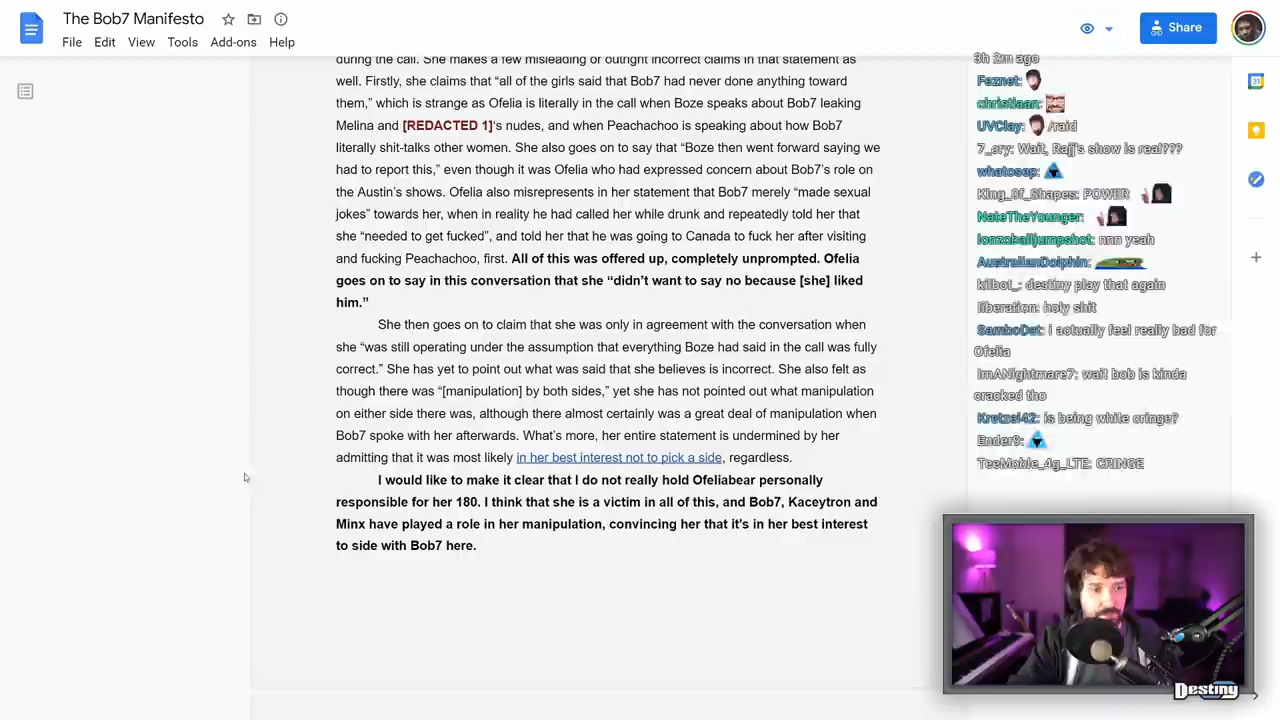 The Bob7 Manifesto
File Edit View Tools Add-ons Help
Share
during the call. She makes a few misleading or outright incorrect claims in that statement as
well. Firstly, she claims that “all of the girls said that Bob7 had never done anything toward
them,” which is strange as Ofelia is literally in the call when Boze speaks about Bob7 leaking
Melina and [REDACTED 1]‘s nudes, and when Peachachoo is speaking about how Bob7
literally shit-talks other women. She also goes on to say that “Boze then went forward saying we
had to report this,” even though it was Ofelia who had expressed concern about Bob7’s role on
the Austin’s shows. Ofelia also misrepresents in her statement that Bob7 merely “made sexual
jokes” towards her, when in reality he had called her while drunk and repeatedly told her that
she “needed to get fucked”, and told her that he was going to Canada to fuck her after visiting
and fucking Peachachoo, first. All of this was offered up, completely unprompted. Ofelia
goes on to say in this conversation that she “didn’t want to say no because [she] liked
him.”
She then goes on to claim that she was only in agreement with the conversation when
she “was still operating under the assumption that everything Boze had said in the call was fully
correct.” She has yet to point out what was said that she believes is incorrect. She also felt as
though there was “[manipulation] by both sides,” yet she has not pointed out what manipulation
on either side there was, although there almost certainly was a great deal of manipulation when
Bob7 spoke with her afterwards. What’s more, her entire statement is undermined by her
admitting that it was most likely in her best interest not to pick a side, regardless.
I would like to make it clear that I do not really hold Ofeliabear personally
responsible for her 180. I think that she is a victim in all of this, and Bob7, Kaceytron and
Minx have played a role in her manipulation, convincing her that it’s in her best interest
to side with Bob7 here.
3h 2m ago
Feznet:
christiaan:
UVClay: /raid
7_ory: Wait, Rajj's show is real???
whatosep:
King_Of_Shapes: POWER
NateTheYounger:
lonzoballjumpshot: nnn yeah
AustralianDolphin:
kilbot_: destiny play that again
liberation: holy shit
SamboDot: i actually feel really bad for
Ofelia
ImANightmare7: wait bob is kinda
cracked tho
Kretzei42: is being white cringe?
Ender9:
TeeMoble_4g_LTE: CRINGE
31
Destiny